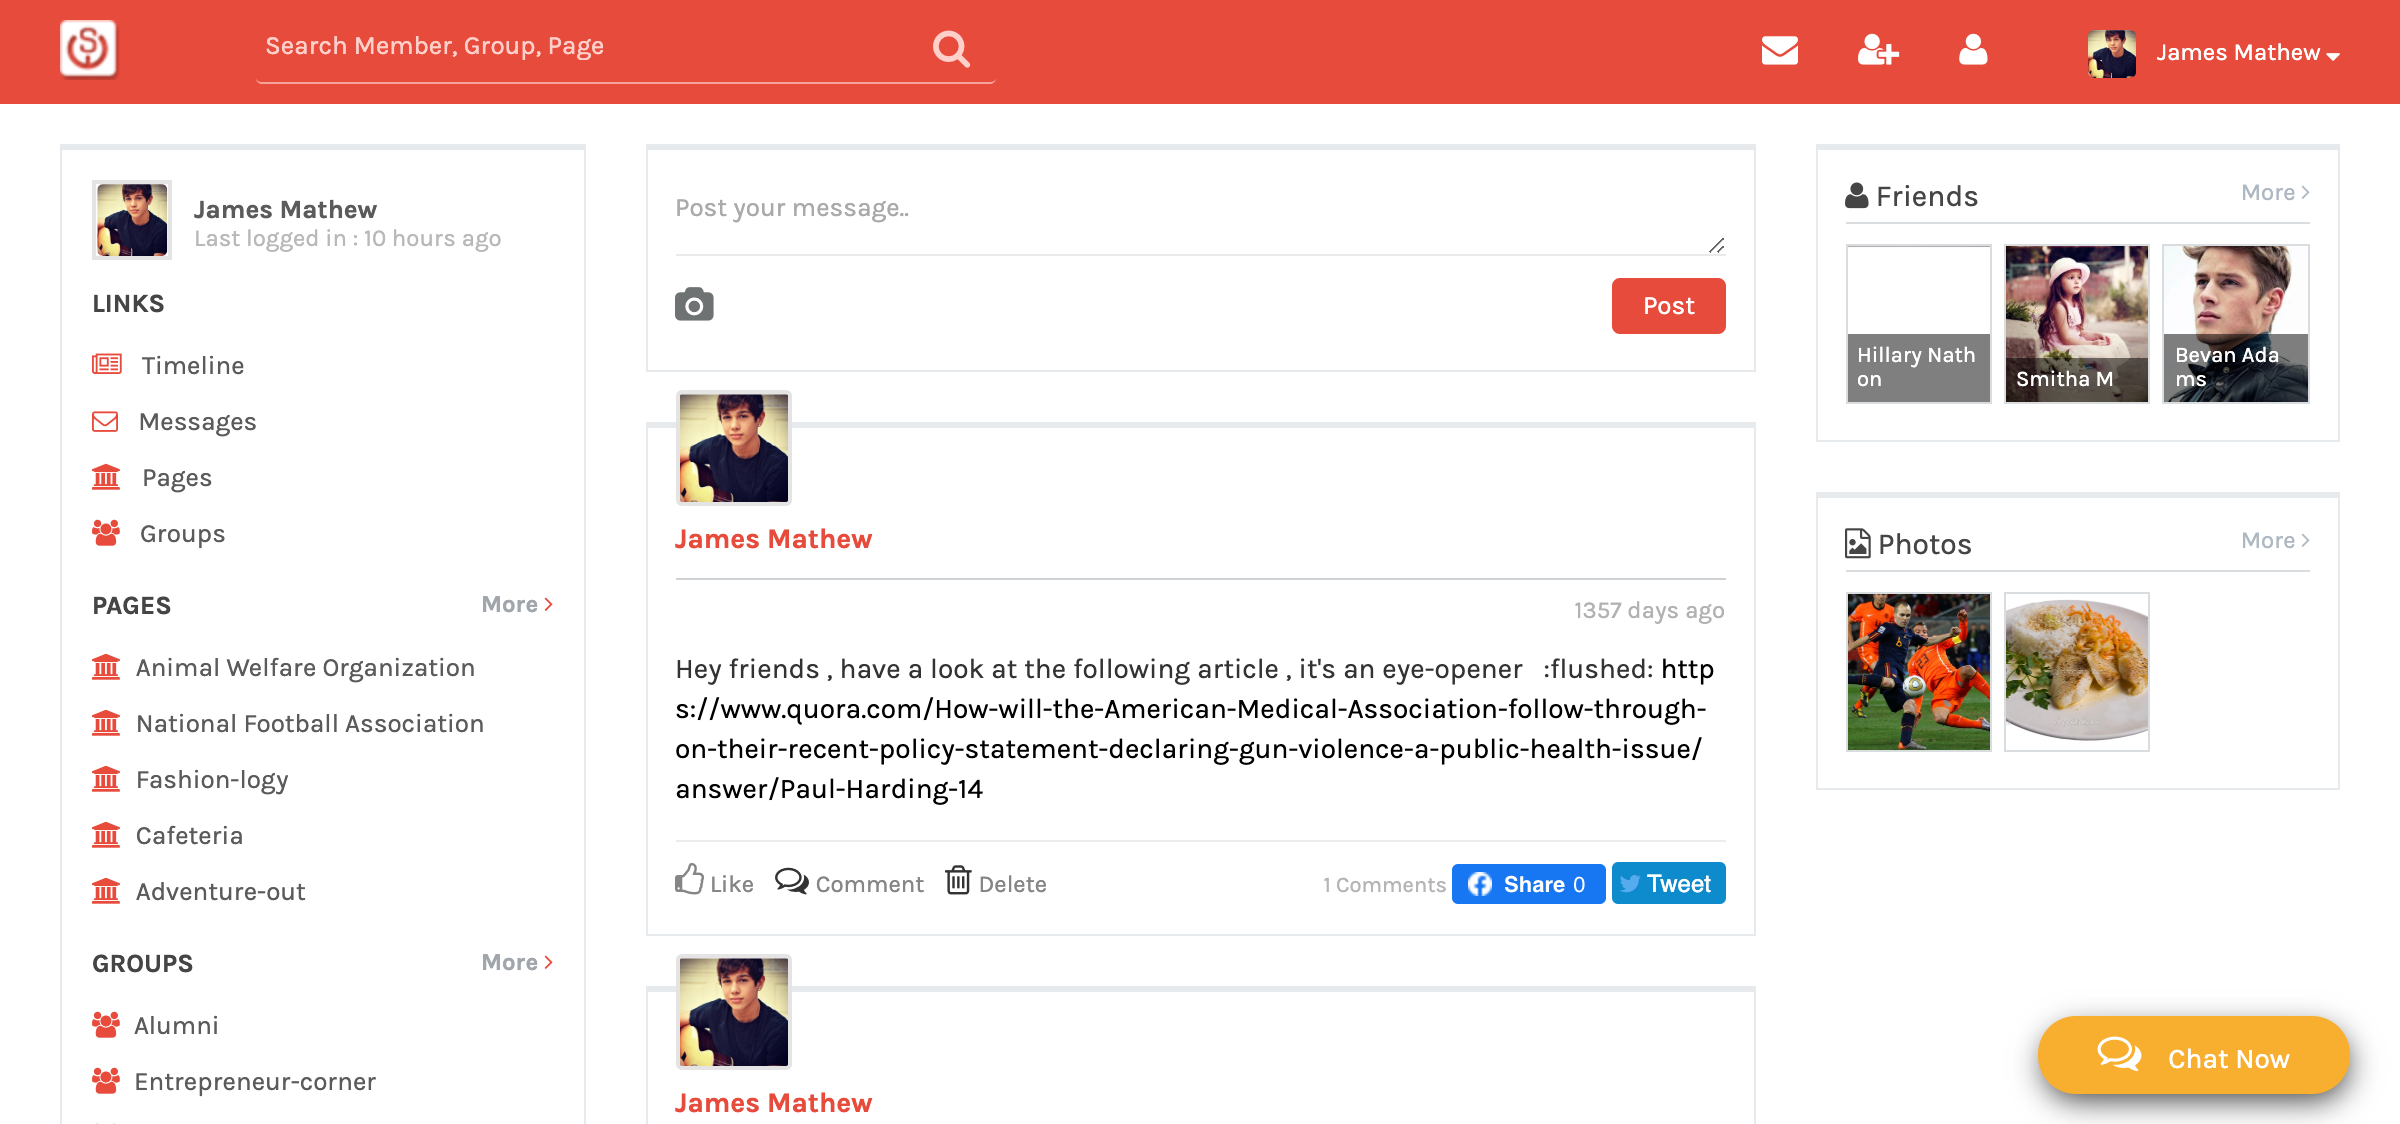 Search Member, Group, Page
James Mathew
James Mathew
Last logged in : 10 hours ago
LINKS
Timeline
Messages
Pages
Groups
PAGES
More
Animal Welfare Organization
National Football Association
Fashion-logy
Cafeteria
Adventure-out
GROUPS
More
Alumni
Entrepreneur-corner
Post your message..
Post
James Mathew
1357 days ago
Hey friends , have a look at the following article , it's an eye-opener :flushed: http
s://www.quora.com/How-will-the-American-Medical-Association-follow-through-
on-their-recent-policy-statement-declaring-gun-violence-a-public-health-issue/
answer/Paul-Harding-14
Like
Comment
Delete
1 Comments
Share 0
Tweet
James Mathew
Friends
More
Hillary Nath
on
Smitha M
Bevan Ada
ms
Photos
More
Chat Now